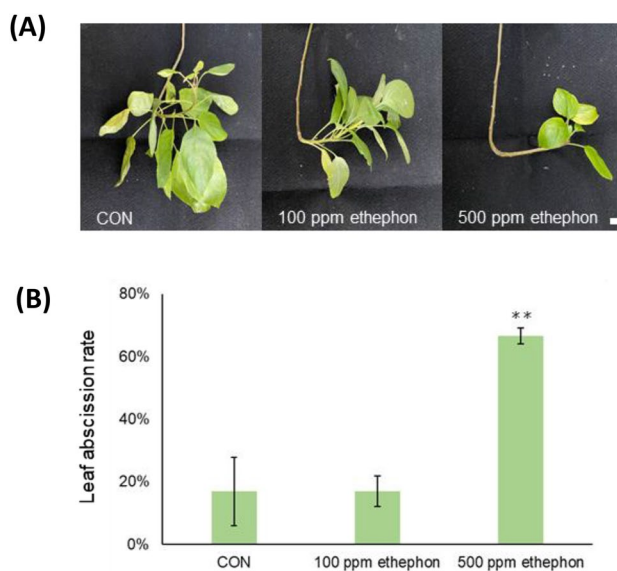 (A)
CON
100 ppm ethephon
500 ppm ethephon
(B)
Leaf abscission rate
80%
60%
40%
20%
0%
**
CON
100 ppm ethephon
500 ppm ethephon